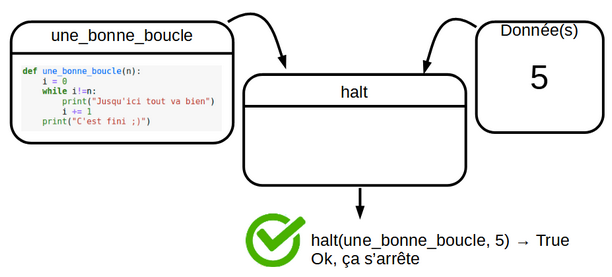 une_bonne_boucle
def une_bonne_boucle(n):
    i = 0
    while i!=n:
        print("Jusqu'ici tout va bien")
        i += 1
    print("C'est fini ;)")
halt
Donnée(s)
5
halt(une_bonne_boucle, 5) → True
Ok, ça s'arrête